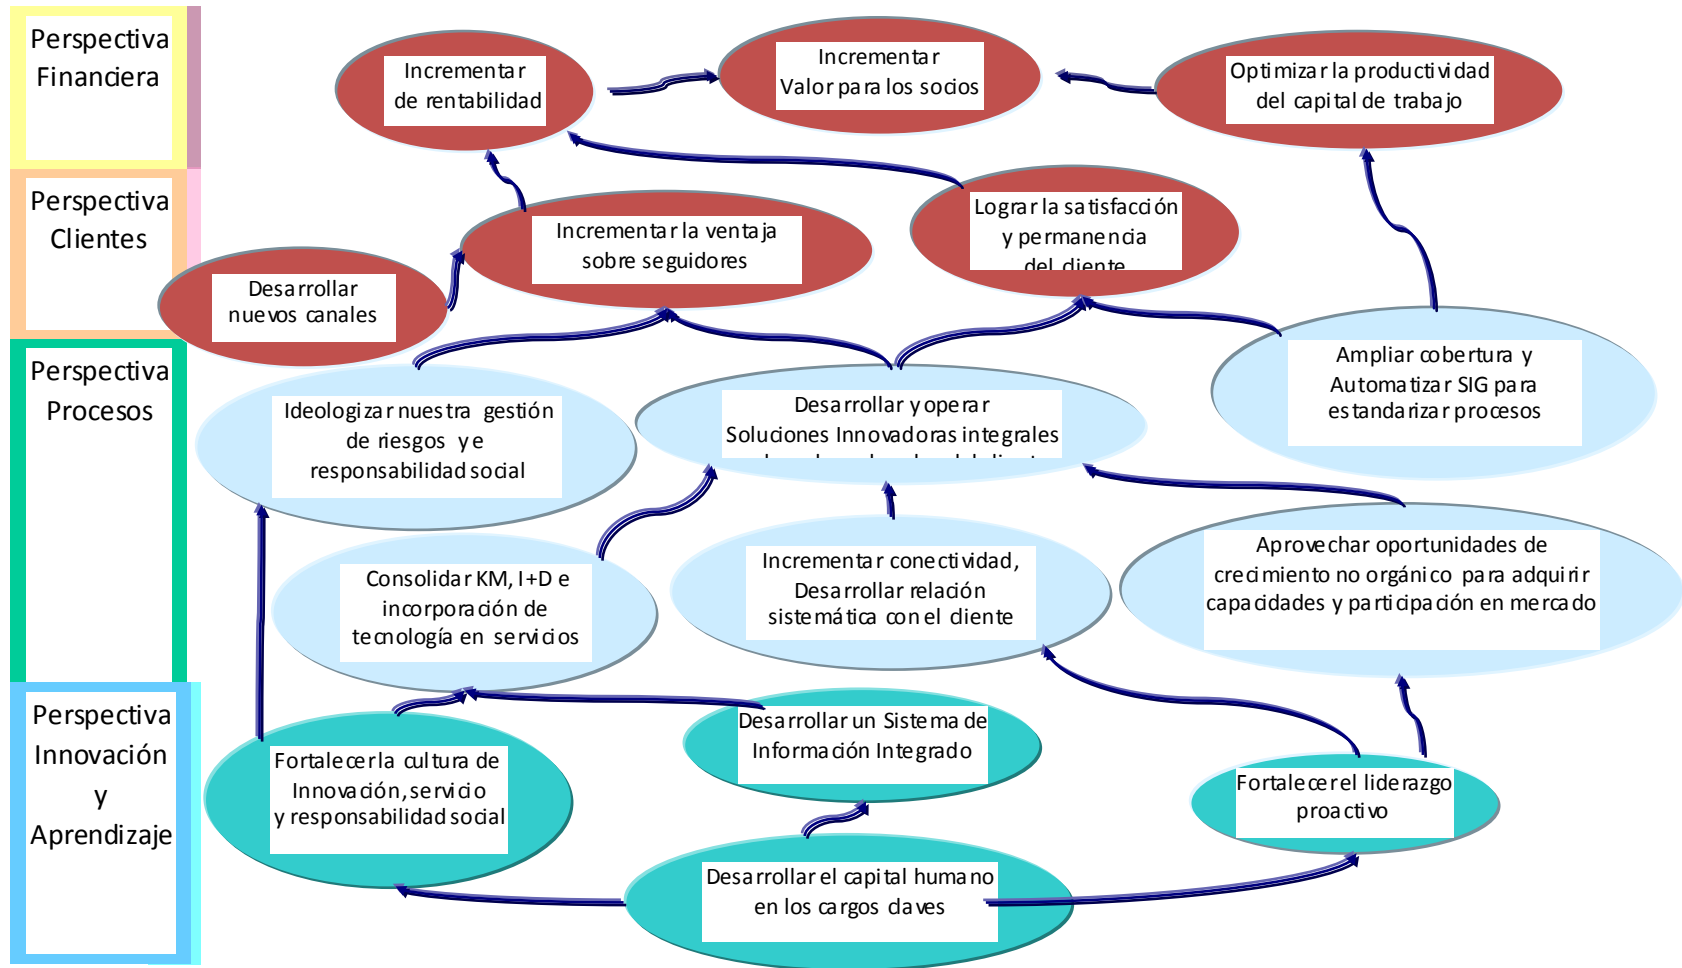 Perspectiva
Financiera
Incrementar
de rentabilidad
Incrementar
Valor para los socios
Optimizar la productividad
del capital de trabajo
Perspectiva
Clientes
Desarrollar
nuevos canales
Incrementar la ventaja
sobre seguidores
Lograr la satisfacción
y permanencia
del cliente
Perspectiva
Procesos
Ideologizar nuestra gestión
de riesgos y e
responsabilidad social
Desarrollar y operar
Soluciones Innovadoras integrales
Ampliar cobertura y
Automatizar SIG para
estandarizar procesos
Consolidar KM, I+D e
incorporación de
tecnología en servicios
Incrementar conectividad,
Desarrollar relación
sistemática con el cliente
Aprovechar oportunidades de
crecimiento no orgánico para adquirir
capacidades y participación en mercado
Perspectiva
Innovación
y
Aprendizaje
Fortalecer la cultura de
Innovación, servicio
y responsabilidad social
Desarrollar un Sistema de
Información Integrado
Fortalecer el liderazgo
proactivo
Desarrollar el capital humano
en los cargos claves